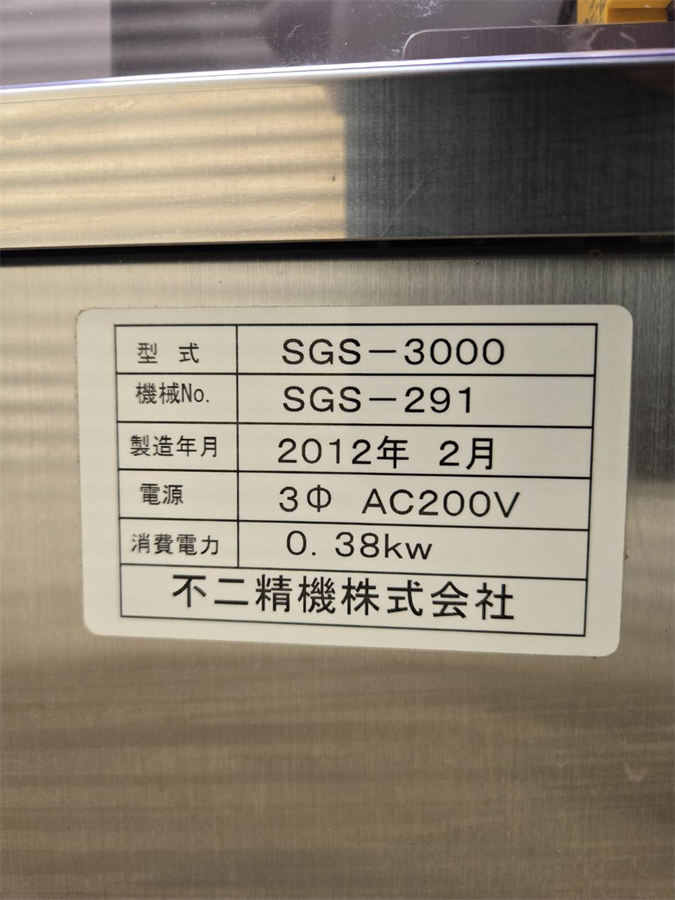 型 式 SGS-3000
機械No. SGS-291
製造年月 2012年 2月
電源 3Φ AC200V
消費電力 0.38kw
不二精機株式会社